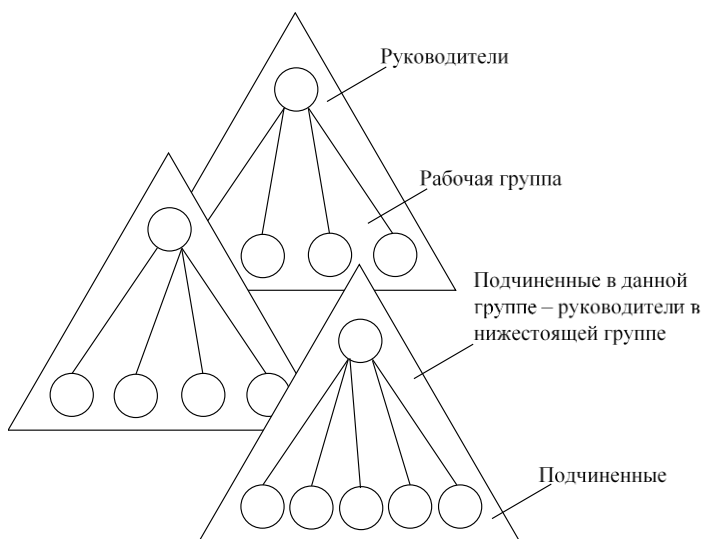 Руководители
Рабочая группа
Подчиненные в данной
группе – руководители в
нижестоящей группе
Подчиненные